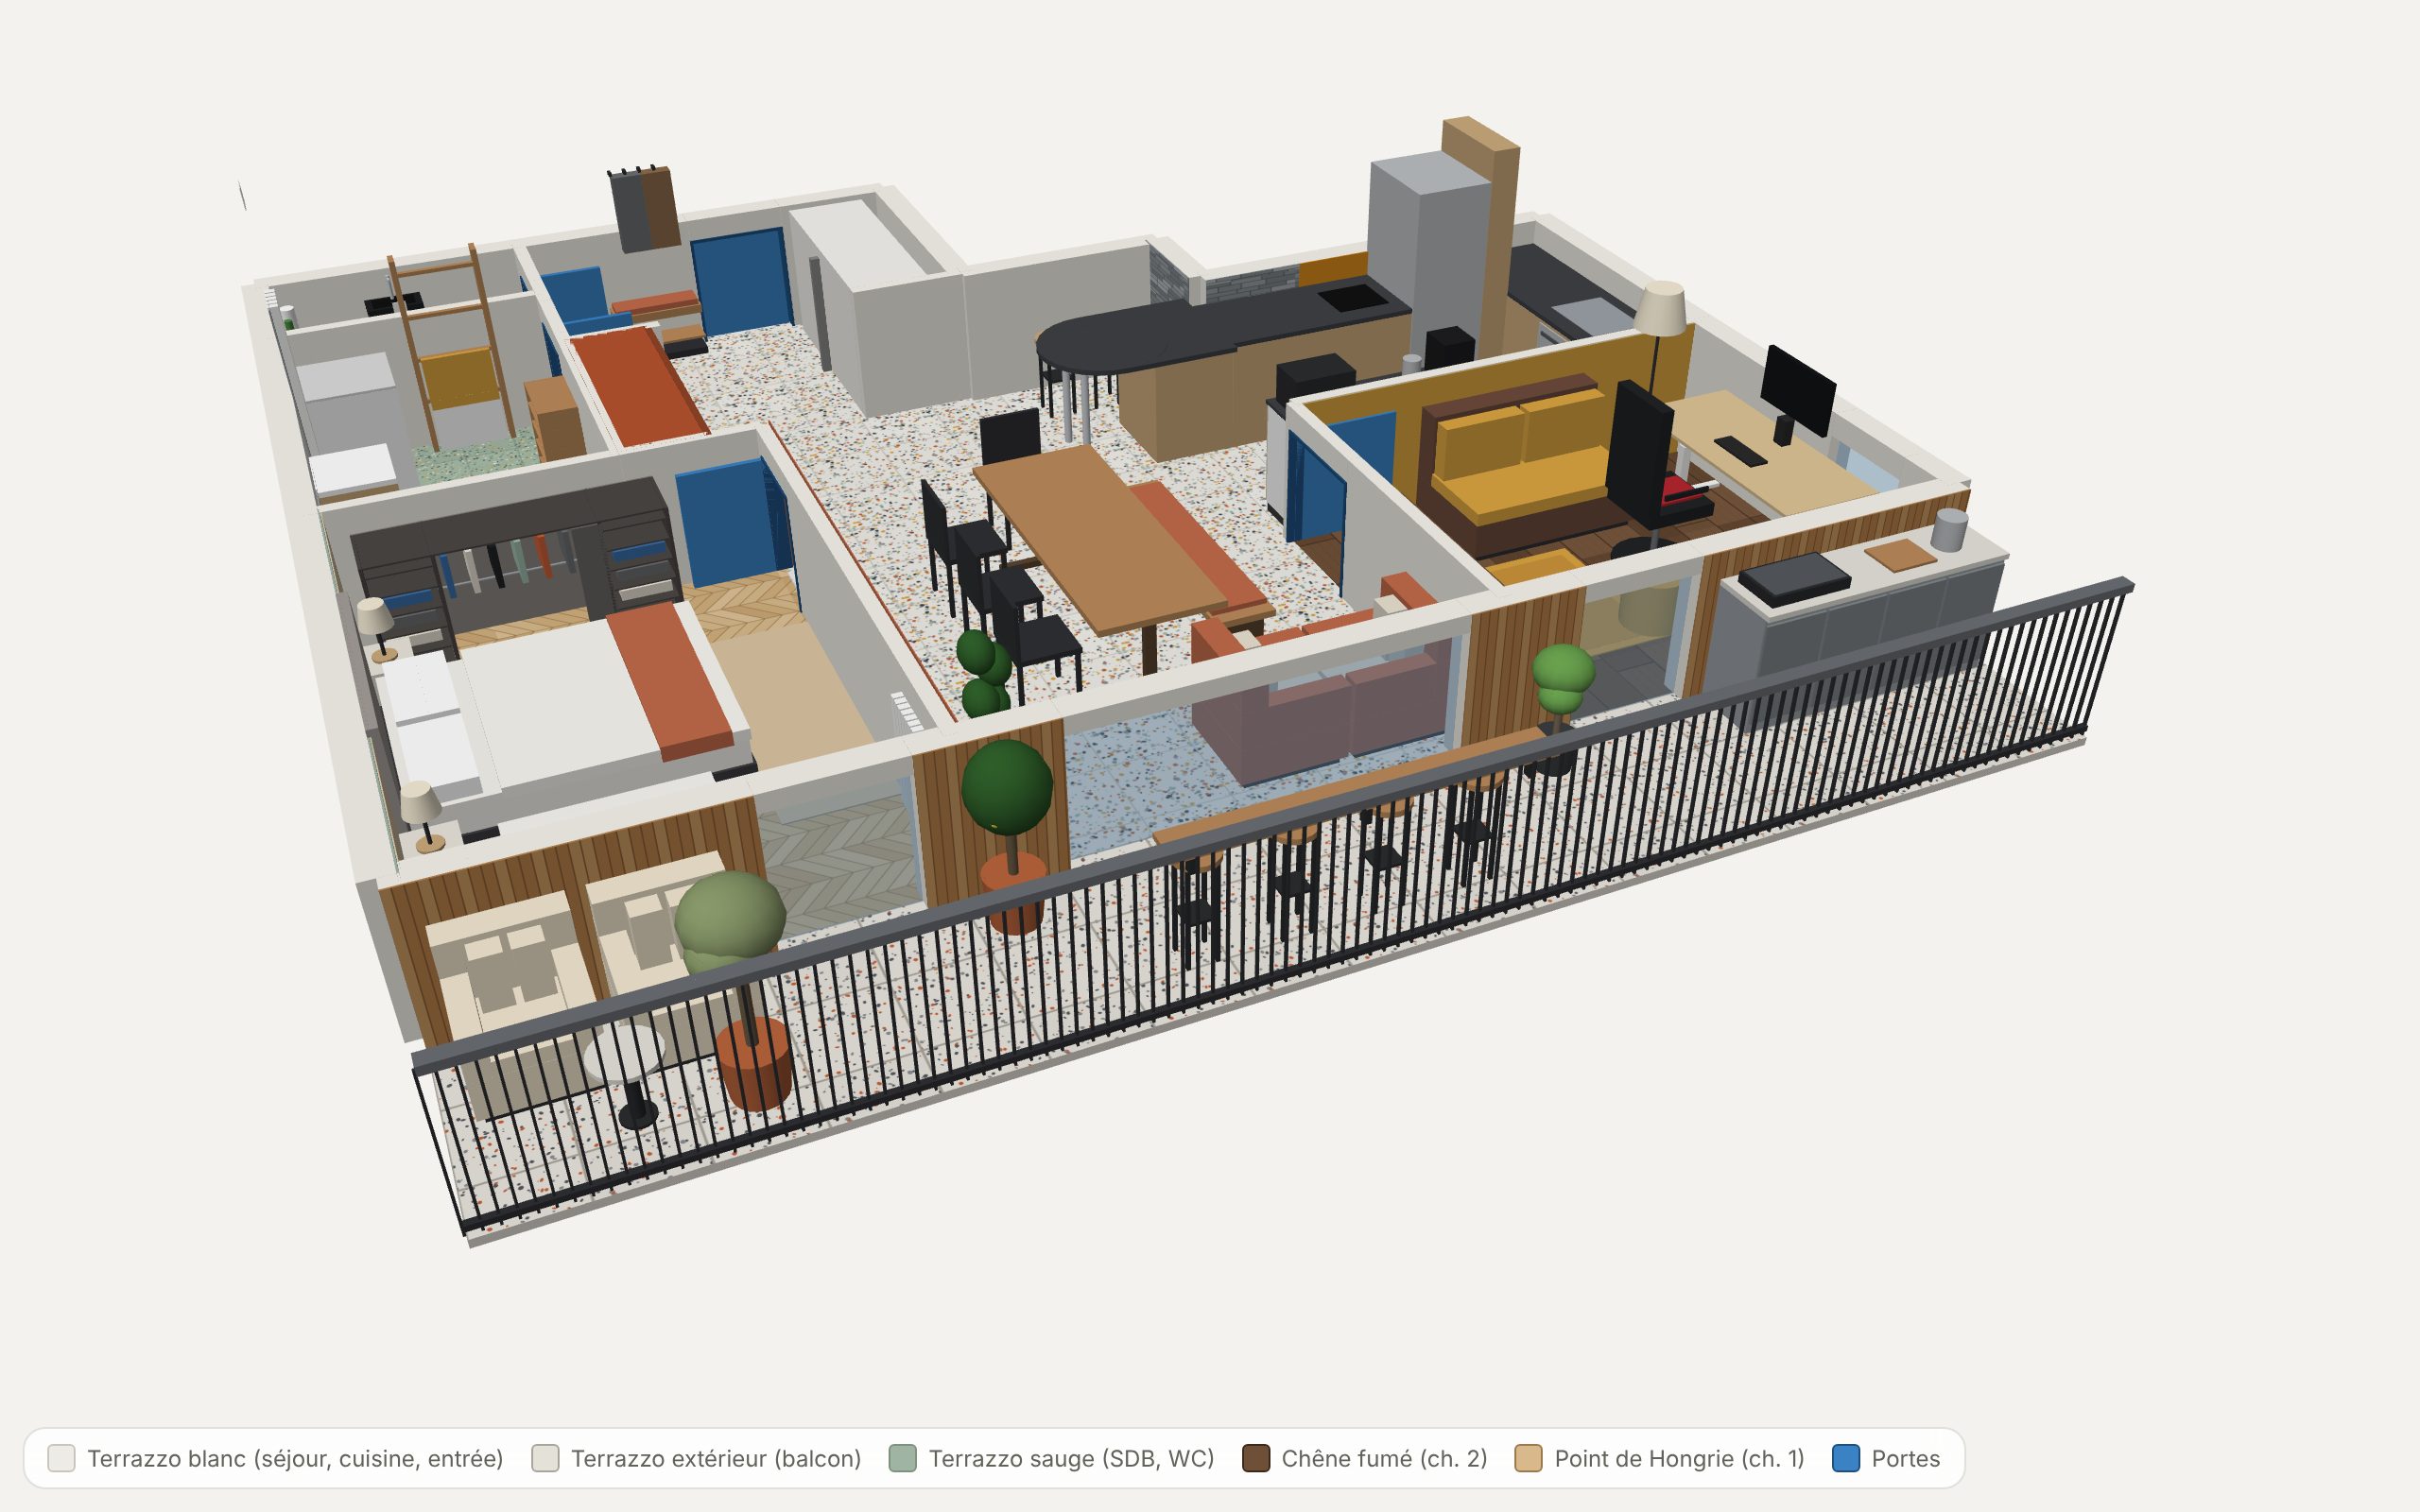 Terrazzo blanc (séjour, cuisine, entrée) Terrazzo extérieur (balcon) Terrazzo sauge (SDB, WC) Chêne fumé (ch. 2) Point de Hongrie (ch. 1) Portes